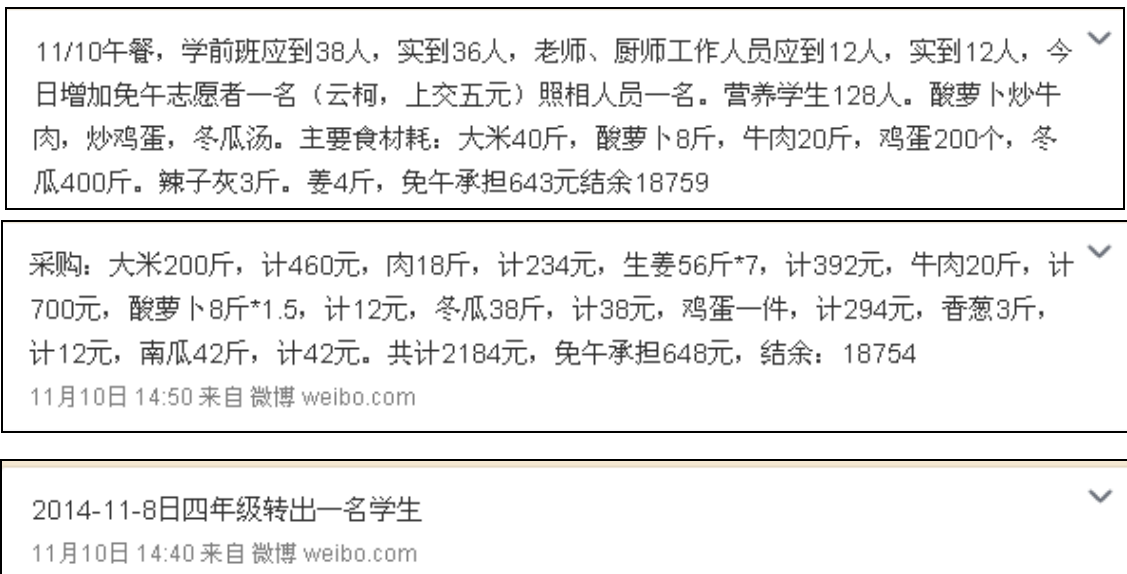 11/10午餐，学前班应到38人，实到36人，老师、厨师工作人员应到12人，实到12人，今
日增加免午志愿者一名（云柯，上交五元）照相人员一名。营养学生128人。酸萝卜炒牛
肉，炒鸡蛋，冬瓜汤。主要食材耗：大米40斤，酸萝卜8斤，牛肉20斤，鸡蛋200个，冬
瓜400斤。辣子灰3斤。姜4斤，免午承担643元结余18759
采购：大米200斤，计460元，肉18斤，计234元，生姜56斤*7，计392元，牛肉20斤，计
700元，酸萝卜8斤*1.5，计12元，冬瓜38斤，计38元，鸡蛋一件，计294元，香葱3斤，
计12元，南瓜42斤，计42元。共计2184元，免午承担648元，结余：18754
11月10日 14:50 来自 微博 weibo.com
2014-11-8日四年级转出一名学生
11月10日 14:40 来自 微博 weibo.com